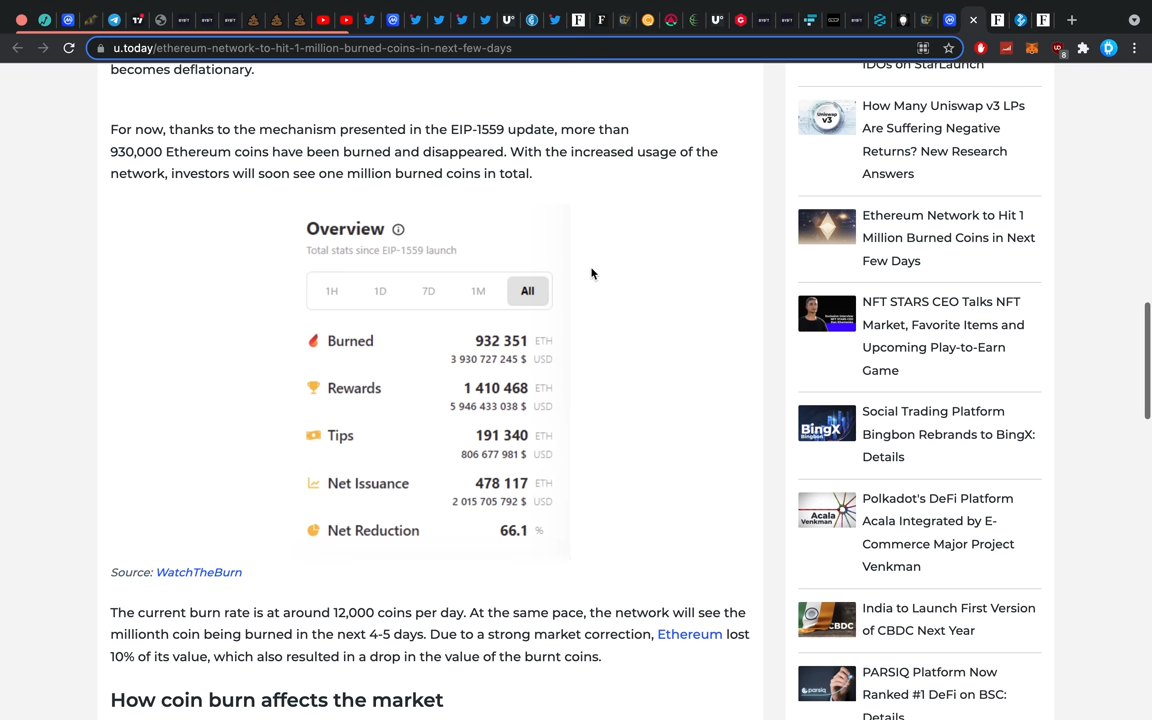 u.today/ethereum-network-to-hit-1-million-burned-coins-in-next-few-days
becomes deflationary.
For now, thanks to the mechanism presented in the EIP-1559 update, more than
930,000 Ethereum coins have been burned and disappeared. With the increased usage of the
network, investors will soon see one million burned coins in total.
Overview
Total stats since EIP-1559 launch
1H 1D 7D 1M All
Burned 932 351 ETH
3 930 727 245 $ USD
Rewards 1 410 468 ETH
5 946 433 038 $ USD
Tips 191 340 ETH
806 677 981 $ USD
Net Issuance 478 117 ETH
2 015 705 792 $ USD
Net Reduction 66.1 %
Source: WatchTheBurn
The current burn rate is at around 12,000 coins per day. At the same pace, the network will see the
millionth coin being burned in the next 4-5 days. Due to a strong market correction, Ethereum lost
10% of its value, which also resulted in a drop in the value of the burnt coins.
How coin burn affects the market
IDOs on StarLaunch
How Many Uniswap v3 LPs
Are Suffering Negative
Returns? New Research
Answers
Uniswap
v3
Ethereum Network to Hit 1
Million Burned Coins in Next
Few Days
NFT STARS CEO Talks NFT
Market, Favorite Items and
Upcoming Play-to-Earn
Game
Social Trading Platform
Bingbon Rebrands to BingX:
Details
BingX
Bingbon
Polkadot's DeFi Platform
Acala Integrated by E-
Commerce Major Project
Venkman
Acala
Venkman
India to Launch First Version
of CBDC Next Year
CBDC
PARSIQ Platform Now
Ranked #1 DeFi on BSC:
Details
parsiq